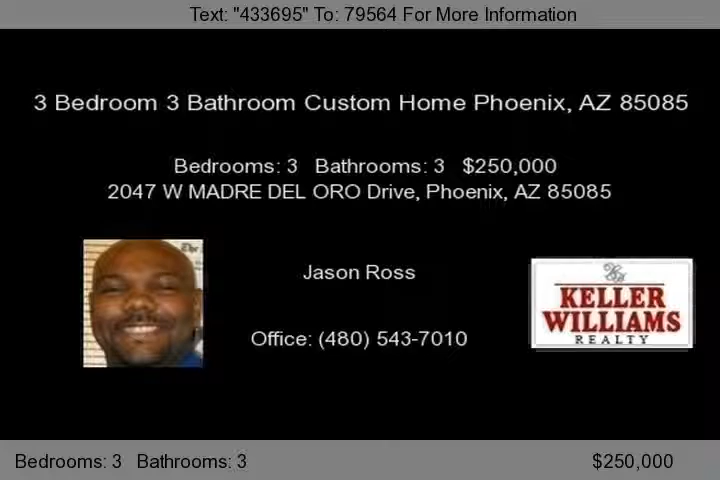 Text: "433695" To: 79564 For More Information
3 Bedroom 3 Bathroom Custom Home Phoenix, AZ 85085
Bedrooms: 3 Bathrooms: 3 $250,000
2047 W MADRE DEL ORO Drive, Phoenix, AZ 85085
Jason Ross
Office: (480) 543-7010
KELLER
WILLIAMS
REALTY
Bedrooms: 3 Bathrooms: 3 $250,000